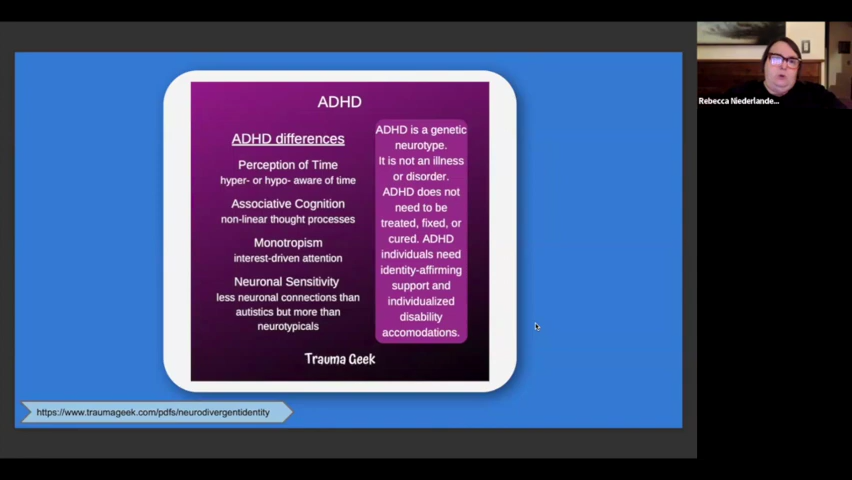 ADHD
ADHD differences
Perception of Time
hyper- or hypo- aware of time
Associative Cognition
non-linear thought processes
Monotropism
interest-driven attention
Neuronal Sensitivity
less neuronal connections than
autistics but more than
neurotypicals
ADHD is a genetic
neurotype.
It is not an illness
or disorder.
ADHD does not
need to be
treated, fixed, or
cured. ADHD
individuals need
identity-affirming
support and
individualized
disability
accomodations.
Trauma Geek
https://www.traumageek.com/pdfs/neurodivergentidentity
Rebecca Niederlande...